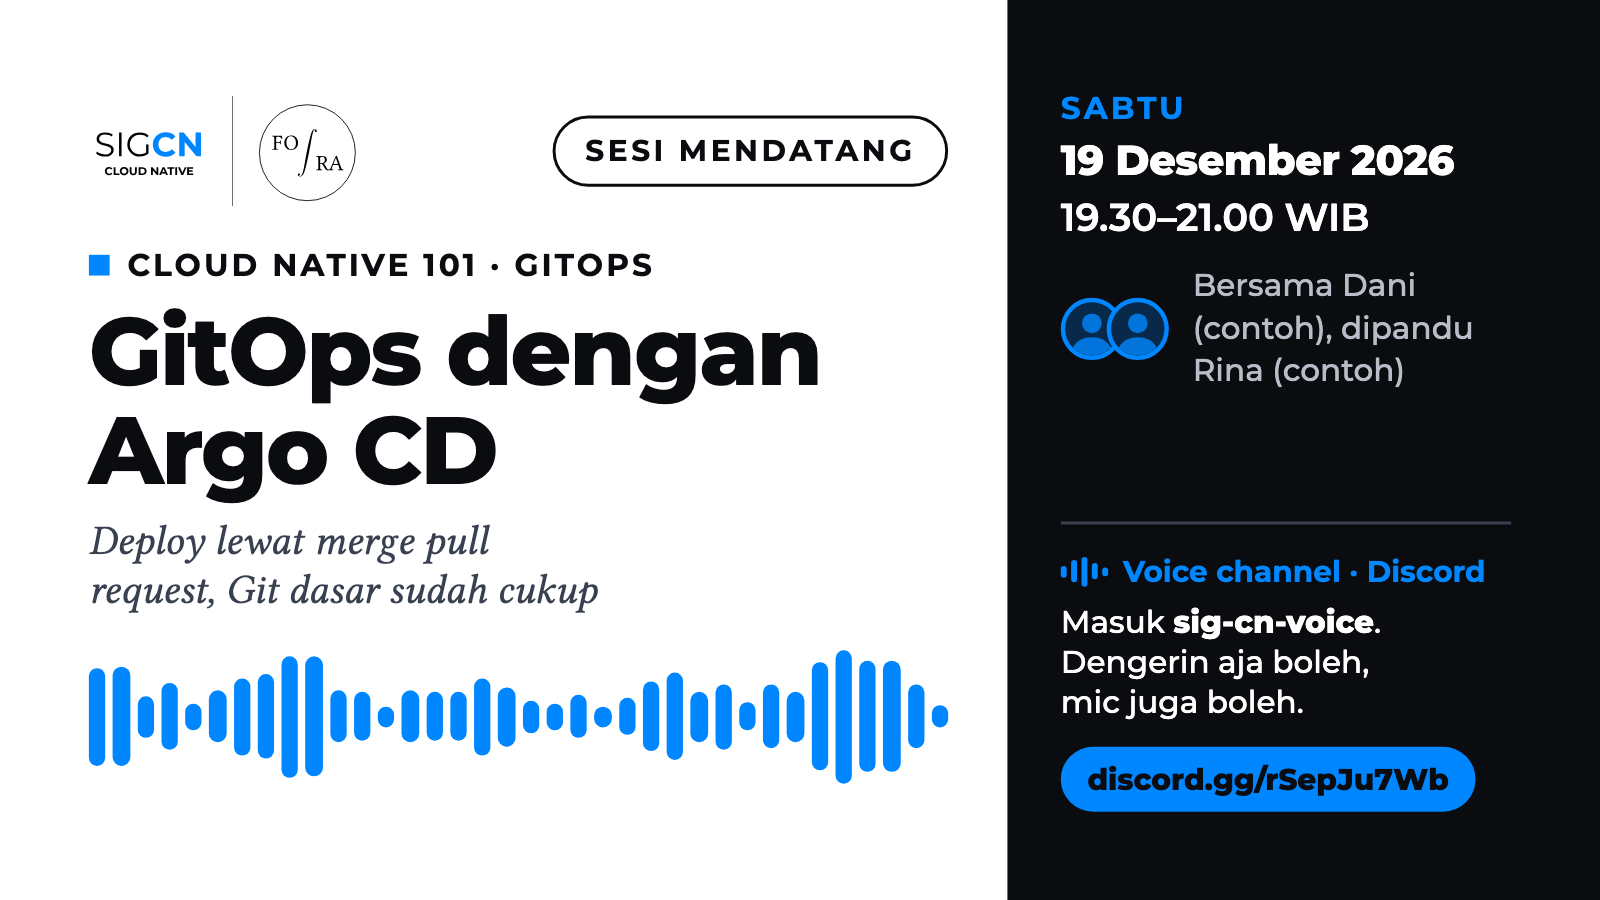 SIGCN
CLOUD NATIVE
FO
RA
SESI MENDATANG
CLOUD NATIVE 101 · GITOPS
GitOps dengan
Argo CD
Deploy lewat merge pull
request, Git dasar sudah cukup
SABTU
19 Desember 2026
19.30–21.00 WIB
Bersama Dani
(contoh), dipandu
Rina (contoh)
Voice channel · Discord
Masuk sig-cn-voice.
Dengerin aja boleh,
mic juga boleh.
discord.gg/rSepJu7Wb